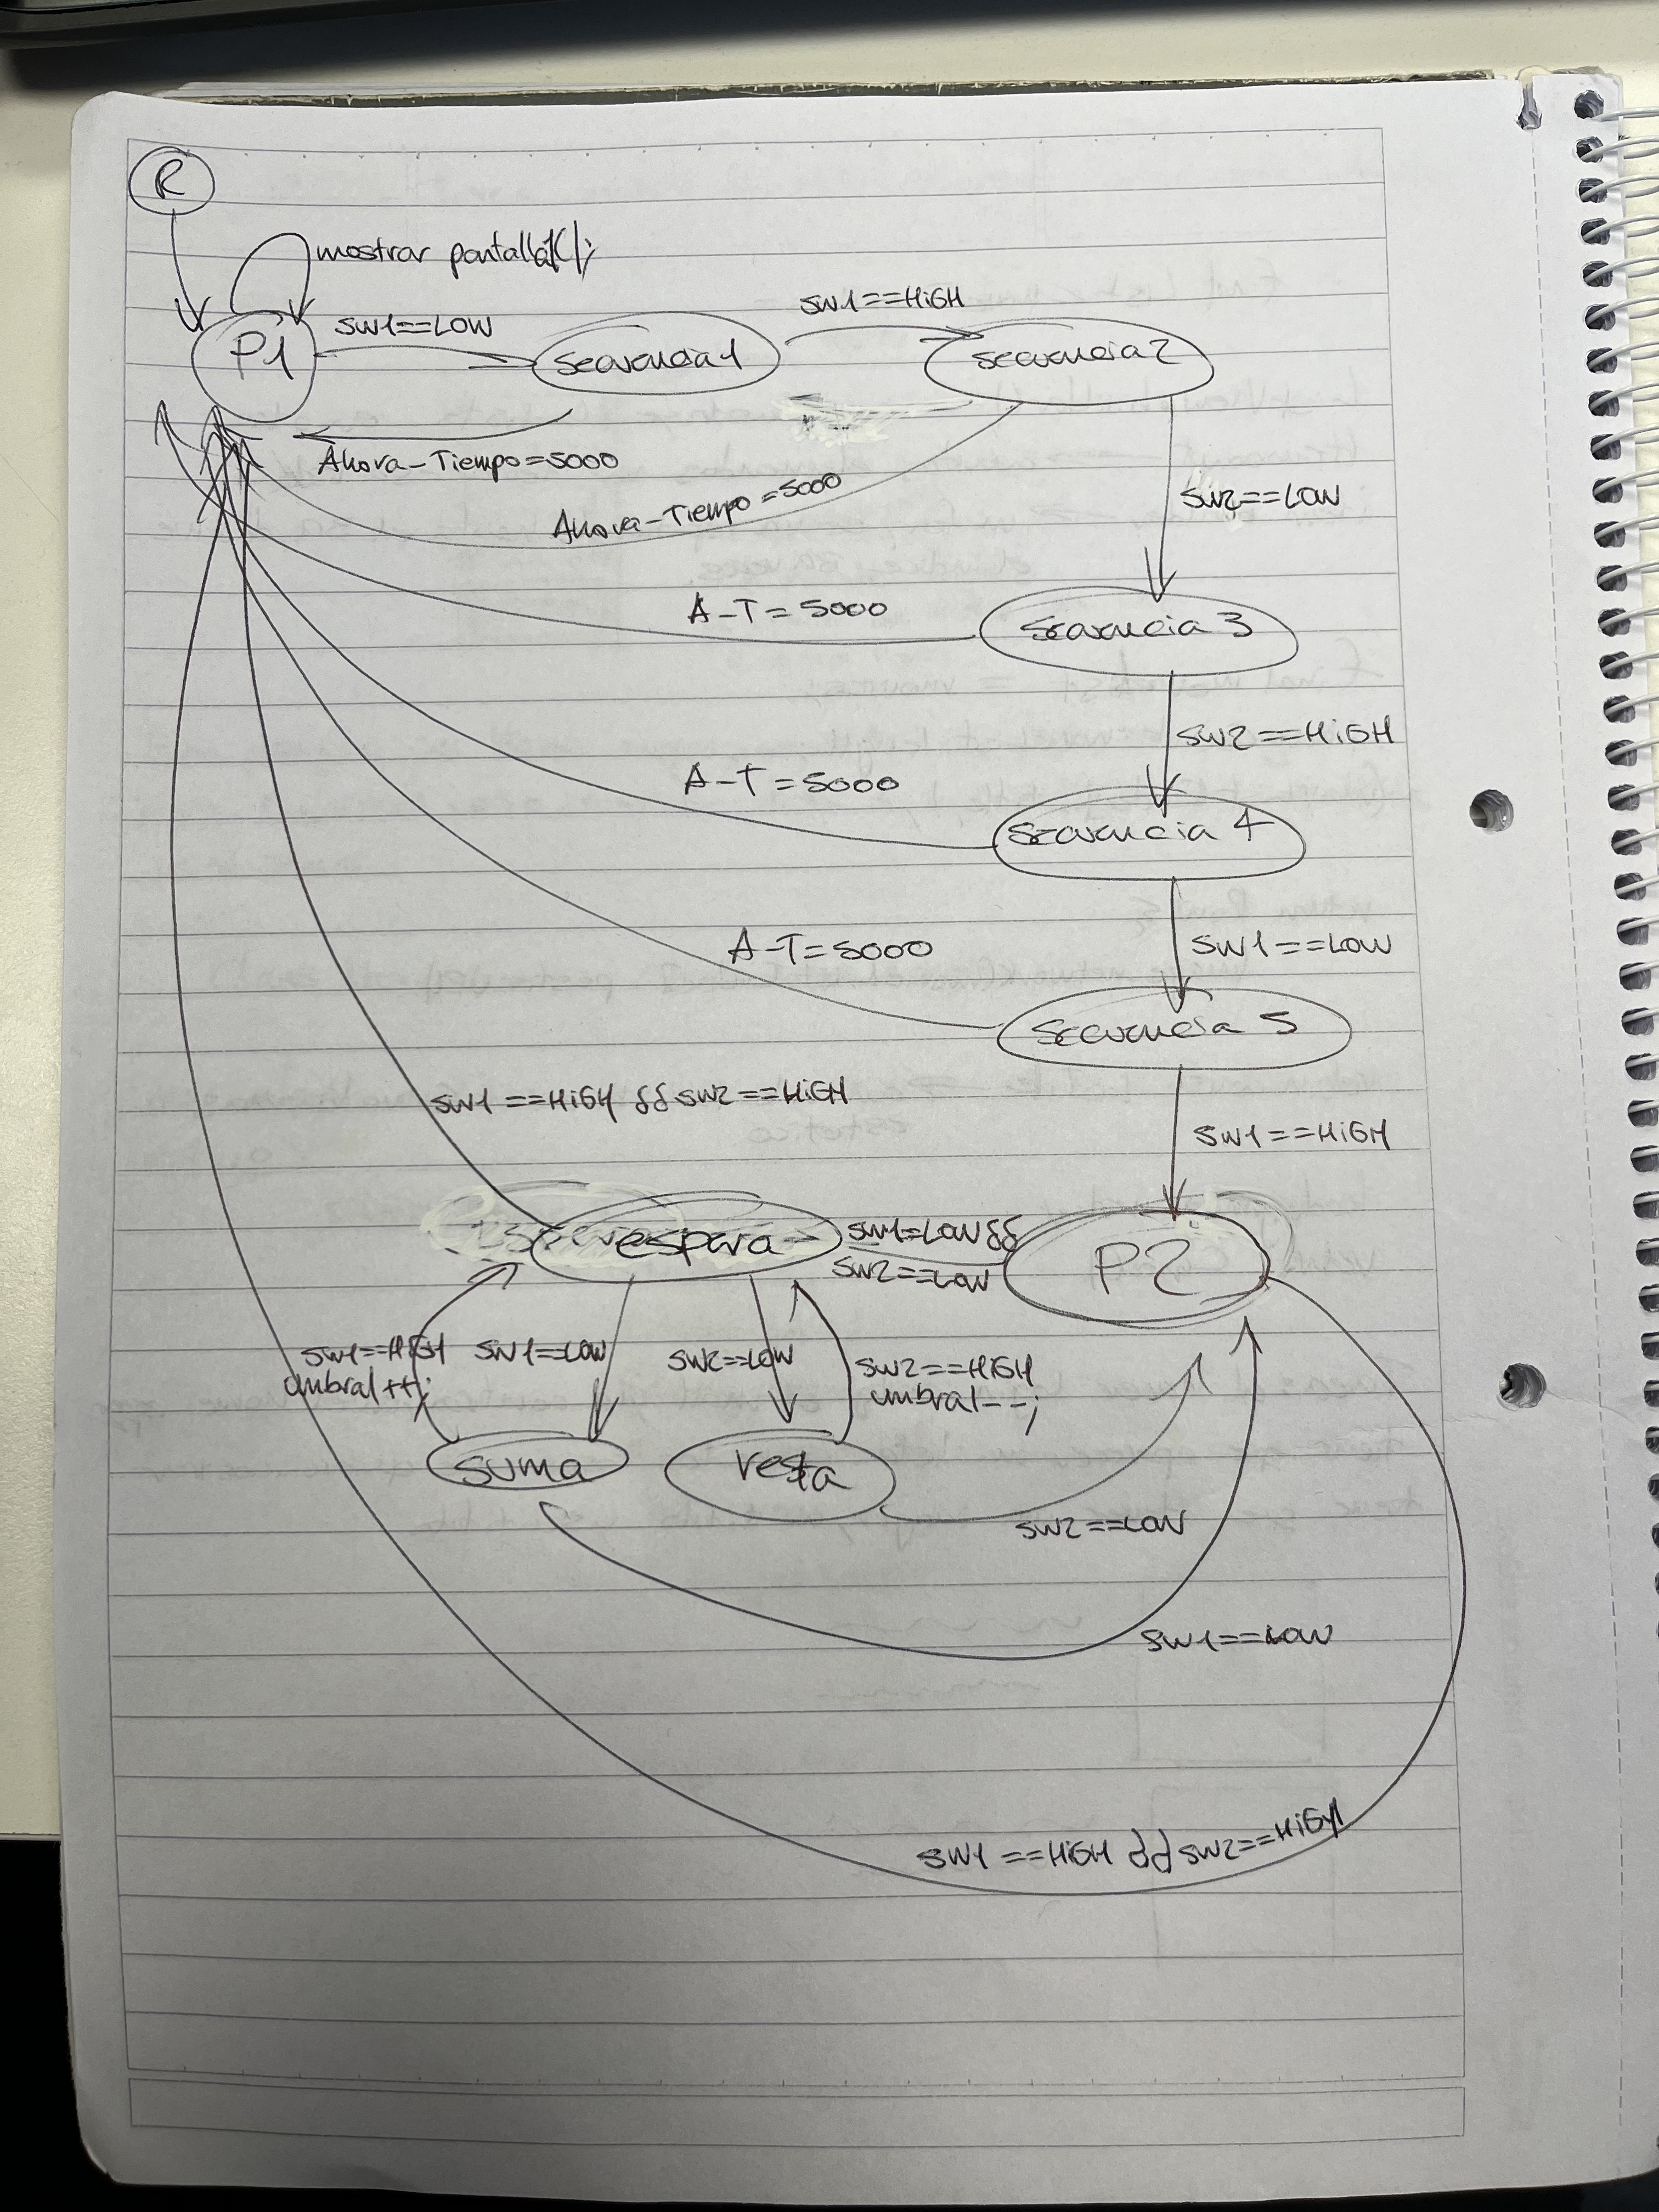 R
mostrar pantalla1();
SW1==HiGH
SW1==LOW
P1
secuencia1
secuencia2
Ahora-Tiempo=5000
Ahora-Tiempo=5000
SW2==LOW
A-T=5000
secuencia 3
SW2==HiGH
A-T=5000
secuencia 4
A-T=5000
SW1==LOW
secuencia 5
SW1==HiGH && SW2==HiGH
SW1==HiGH
espera
SW1=LOW&&
SW2==LOW
P2
SW1==HiGH
umbral++;
SW1==LOW
SW2==LOW
SW2==HiGH
umbral--;
suma
resta
SW2==LOW
SW1==LOW
SW1==HiGH && SW2==HiGH